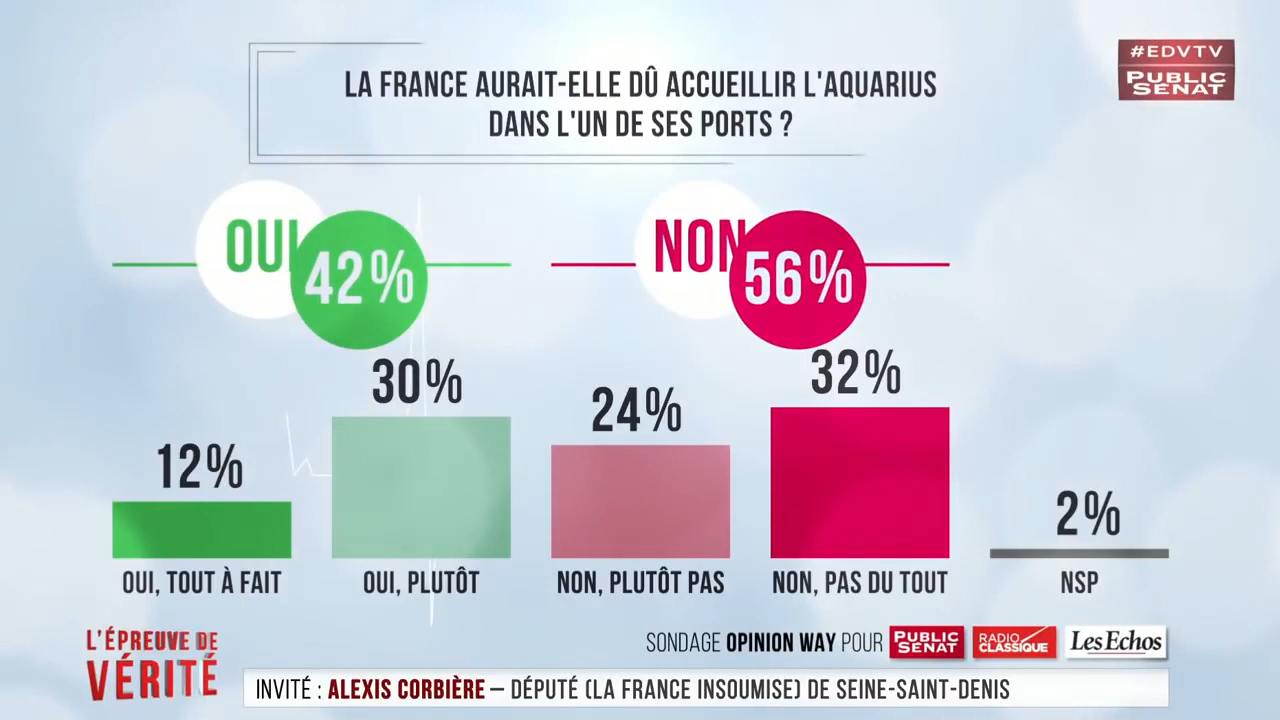 #EDVTV
PUBLIC
SENAT
LA FRANCE AURAIT-ELLE DÛ ACCUEILLIR L'AQUARIUS
DANS L'UN DE SES PORTS ?
OUI
42%
NON
56%
12%
30%
24%
32%
2%
OUI, TOUT À FAIT
OUI, PLUTÔT
NON, PLUTÔT PAS
NON, PAS DU TOUT
NSP
L'ÉPREUVE DE
VÉRITÉ
SONDAGE OPINION WAY POUR
PUBLIC
SENAT
RADIO
CLASSIQUE
Les Echos
INVITÉ : ALEXIS CORBIÈRE – DÉPUTÉ (LA FRANCE INSOUMISE) DE SEINE-SAINT-DENIS